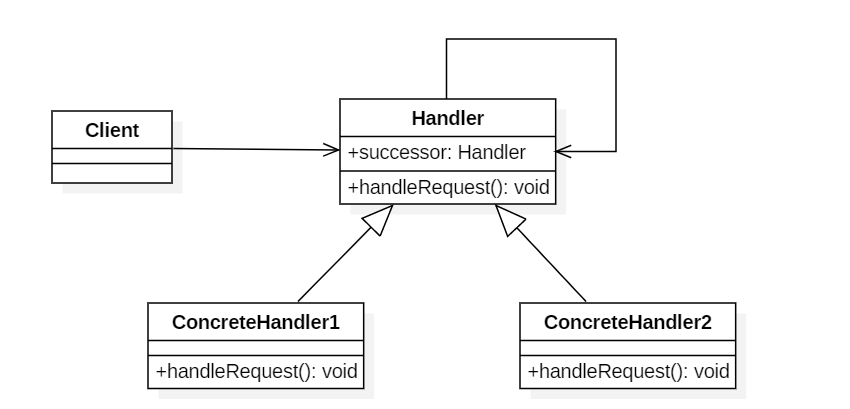 Client
Handler
+successor: Handler
+handleRequest(): void
ConcreteHandler1
+handleRequest(): void
ConcreteHandler2
+handleRequest(): void